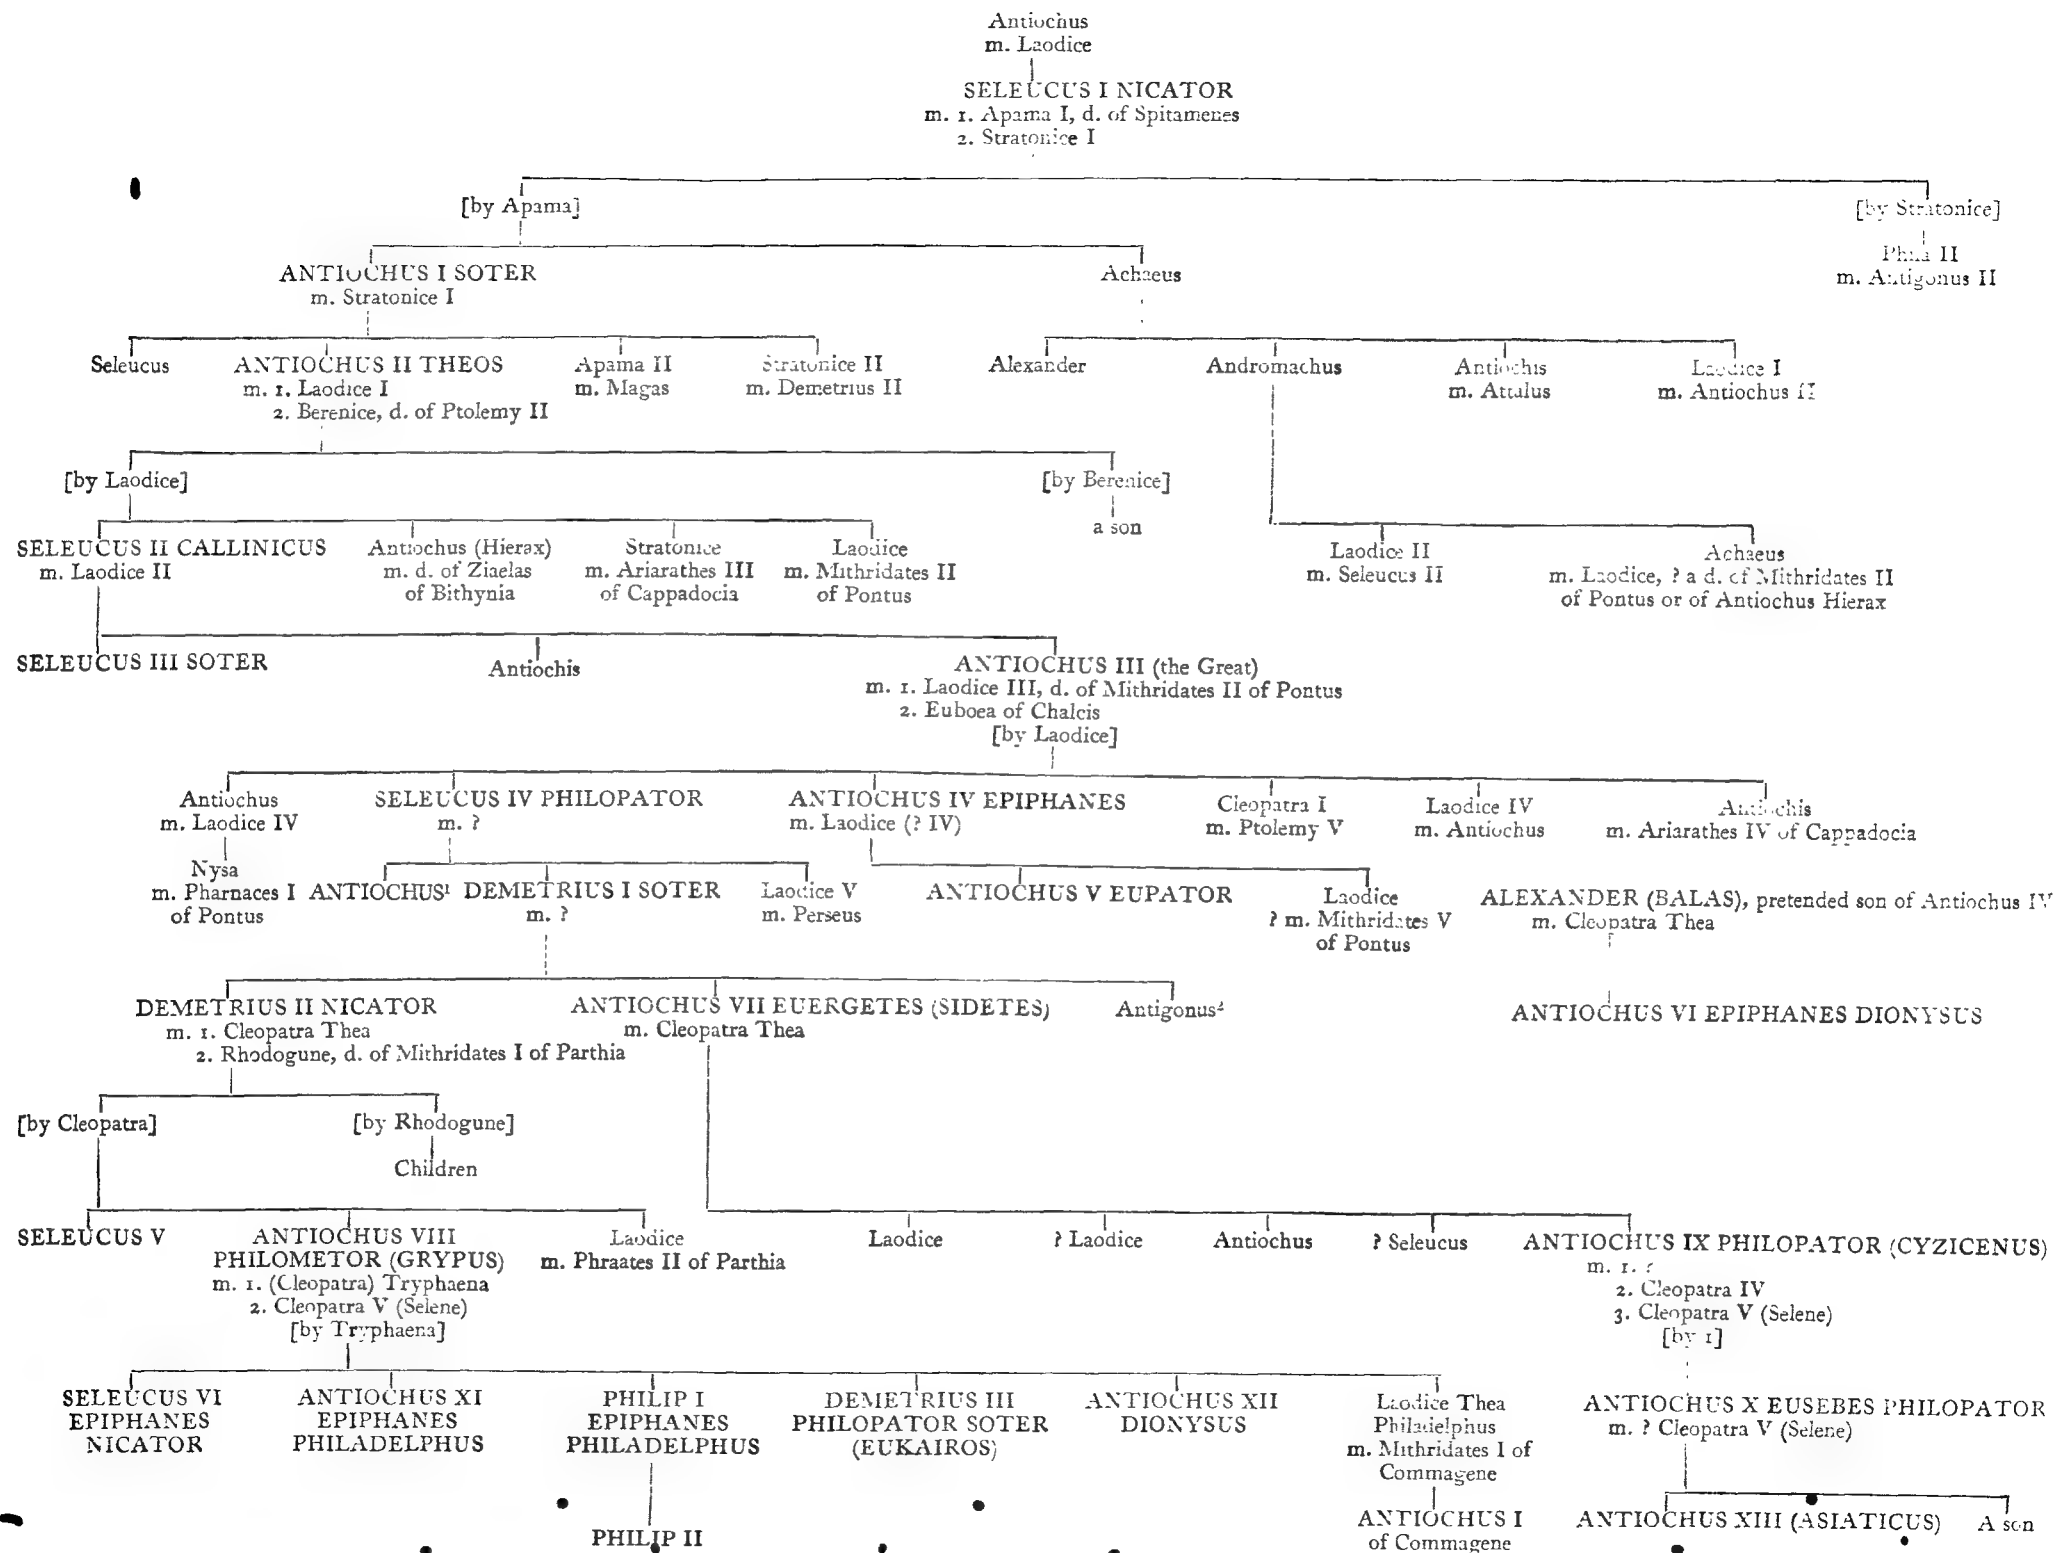 Antiochus
m. Laodice
SELEUCUS I NICATOR
m. 1. Apama I, d. of Spitamenes
2. Stratonice I
[by Apama]
[by Stratonice]
ANTIOCHUS I SOTER
m. Stratonice I
Achaeus
Phila II
m. Antigonus II
Seleucus
ANTIOCHUS II THEOS
m. 1. Laodice I
2. Berenice, d. of Ptolemy II
Apama II
m. Magas
Stratonice II
m. Demetrius II
Alexander
Andromachus
Antiochis
m. Attalus
Laodice I
m. Antiochus II
[by Laodice]
[by Berenice]
a son
SELEUCUS II CALLINICUS
m. Laodice II
Antiochus (Hierax)
m. d. of Ziaelas
of Bithynia
Stratonice
m. Ariarathes III
of Cappadocia
Laodice
m. Mithridates II
of Pontus
Laodice II
m. Seleucus II
Achaeus
m. Laodice, ? a d. of Mithridates II
of Pontus or of Antiochus Hierax
SELEUCUS III SOTER
Antiochis
ANTIOCHUS III (the Great)
m. 1. Laodice III, d. of Mithridates II of Pontus
2. Euboea of Chalcis
[by Laodice]
Antiochus
m. Laodice IV
SELEUCUS IV PHILOPATOR
m. ?
ANTIOCHUS IV EPIPHANES
m. Laodice (? IV)
Cleopatra I
m. Ptolemy V
Laodice IV
m. Antiochus
Antiochis
m. Ariarathes IV of Cappadocia
Nysa
m. Pharnaces I
of Pontus
ANTIOCHUS¹
DEMETRIUS I SOTER
m. ?
Laodice V
m. Perseus
ANTIOCHUS V EUPATOR
Laodice
? m. Mithridates V
of Pontus
ALEXANDER (BALAS), pretended son of Antiochus IV
m. Cleopatra Thea
DEMETRIUS II NICATOR
m. 1. Cleopatra Thea
2. Rhodogune, d. of Mithridates I of Parthia
ANTIOCHUS VII EUERGETES (SIDETES)
m. Cleopatra Thea
Antigonus²
ANTIOCHUS VI EPIPHANES DIONYSUS
[by Cleopatra]
[by Rhodogune]
Children
SELEUCUS V
ANTIOCHUS VIII
PHILOMETOR (GRYPUS)
m. 1. (Cleopatra) Tryphaena
2. Cleopatra V (Selene)
[by Tryphaena]
Laodice
m. Phraates II of Parthia
Laodice
? Laodice
Antiochus
? Seleucus
ANTIOCHUS IX PHILOPATOR (CYZICENUS)
m. 1. ?
2. Cleopatra IV
3. Cleopatra V (Selene)
[by 1]
SELEUCUS VI
EPIPHANES
NICATOR
ANTIOCHUS XI
EPIPHANES
PHILADELPHUS
PHILIP I
EPIPHANES
PHILADELPHUS
DEMETRIUS III
PHILOPATOR SOTER
(EUKAIROS)
ANTIOCHUS XII
DIONYSUS
Laodice Thea
Philadelphus
m. Mithridates I of
Commagene
ANTIOCHUS X EUSEBES PHILOPATOR
m. ? Cleopatra V (Selene)
PHILIP II
ANTIOCHUS I
of Commagene
ANTIOCHUS XIII (ASIATICUS)
A son